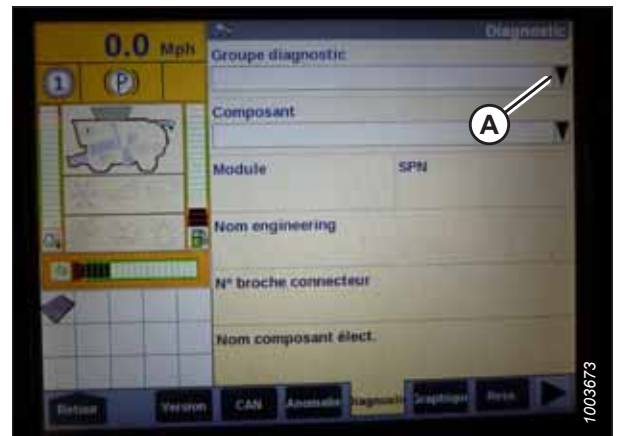 0.0 Mph
Diagnostic
Groupe diagnostic
1 P
A
Composant
Module SPN
Nom engineering
N° broche connecteur
Nom composant élect.
Retour Version CAN Anomalie Diagnostic Graphique Ress.
1003673